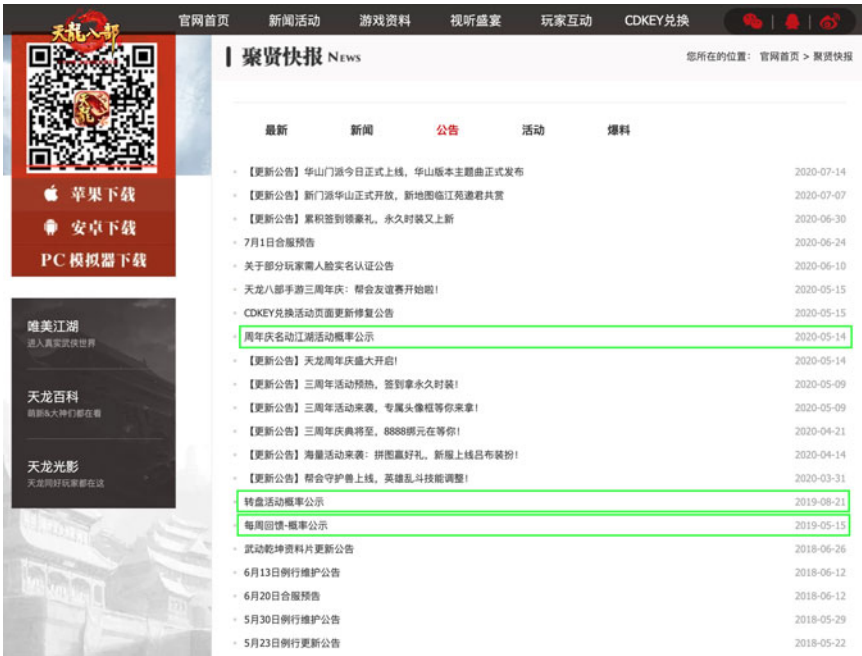 天龍八部
官网首页 新闻活动 游戏资料 视听盛宴 玩家互动 CDKEY兑换
聚贤快报 NEWS
您所在的位置: 官网首页 > 聚贤快报
天龍
苹果下载
安卓下载
PC 模拟器下载
唯美江湖
进入真实武侠世界
天龙百科
萌新&大神们都在看
天龙光影
天龙同好玩家都在这
最新 新闻 公告 活动 爆料
【更新公告】华山门派今日正式上线,华山版本主题曲正式发布 2020-07-14
【更新公告】新门派华山正式开放,新地图临江苑邀君共赏 2020-07-07
【更新公告】累积签到领豪礼,永久时装又上新 2020-06-30
7月1日合服预告 2020-06-24
关于部分玩家需人脸实名认证公告 2020-06-10
天龙八部手游三周年庆:帮会友谊赛开始啦! 2020-05-15
CDKEY兑换活动页面更新修复公告 2020-05-15
周年庆名动江湖活动概率公示 2020-05-14
【更新公告】天龙周年庆盛大开启! 2020-05-14
【更新公告】三周年活动预热,签到拿永久时装! 2020-05-09
【更新公告】三周年活动来袭,专属头像框等你来拿! 2020-05-09
【更新公告】三周年庆典将至,8888绑元在等你! 2020-04-21
【更新公告】海量活动来袭:拼图赢好礼,新服上线吕布装扮! 2020-04-14
【更新公告】帮会守护兽上线,英雄乱斗技能调整! 2020-03-31
转盘活动概率公示 2019-08-21
每周回馈-概率公示 2019-05-15
武动乾坤资料片更新公告 2018-06-26
6月13日例行维护公告 2018-06-12
6月20日合服预告 2018-06-12
5月30日例行维护公告 2018-05-29
5月23日例行更新公告 2018-05-22